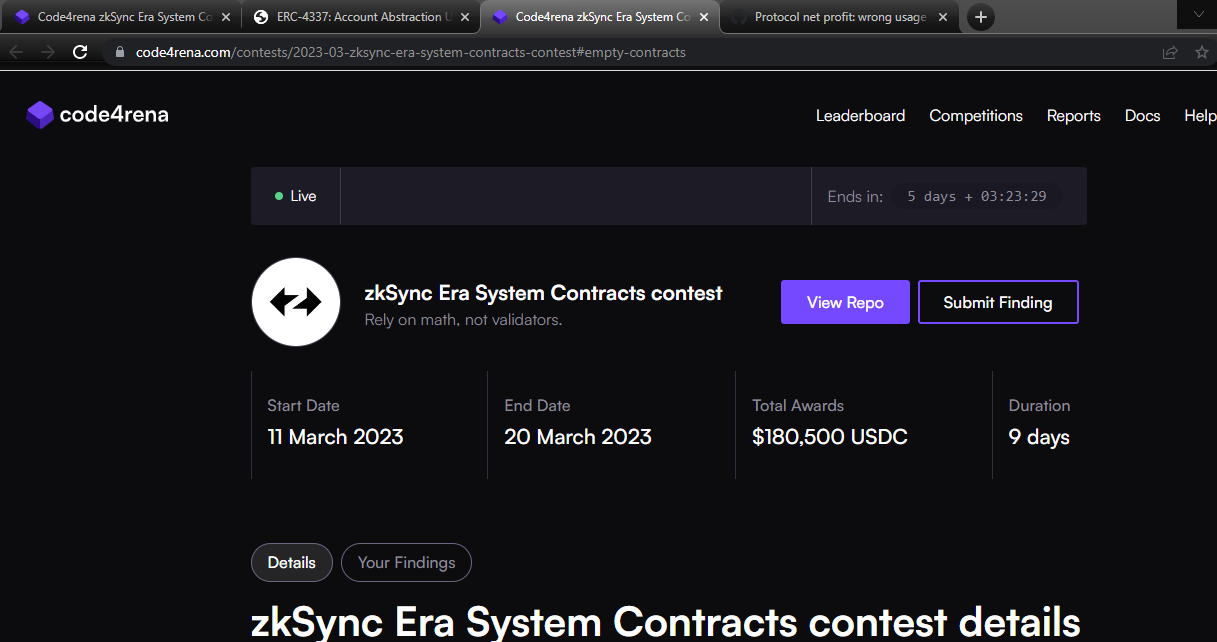 Code4rena zkSync Era System Co
ERC-4337: Account Abstraction U
Code4rena zkSync Era System Co
Protocol net profit: wrong usage
code4rena.com/contests/2023-03-zksync-era-system-contracts-contest#empty-contracts
code4rena
Leaderboard Competitions Reports Docs Help
Live
Ends in: 5 days + 03:23:29
zkSync Era System Contracts contest
Rely on math, not validators.
View Repo
Submit Finding
Start Date
11 March 2023
End Date
20 March 2023
Total Awards
$180,500 USDC
Duration
9 days
Details
Your Findings
zkSync Era System Contracts contest details